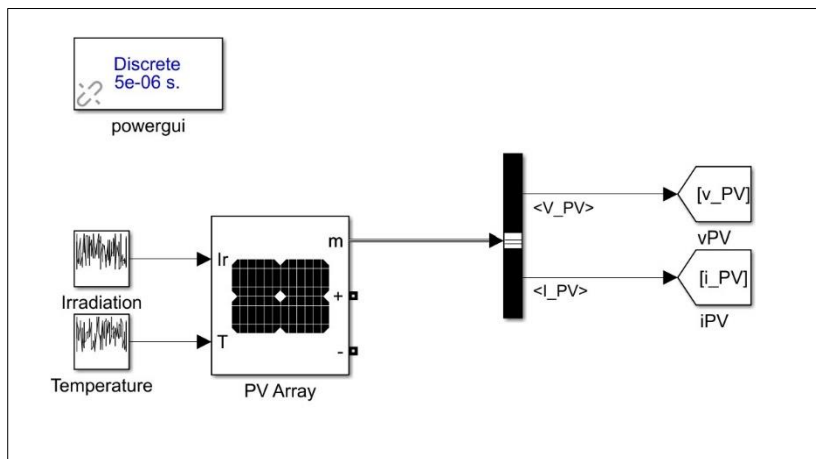 Discrete
5e-06 s.
powergui
Irradiation
Temperature
Ir
T
m
+
-
PV Array
<V_PV>
<I_PV>
[v_PV]
vPV
[i_PV]
iPV